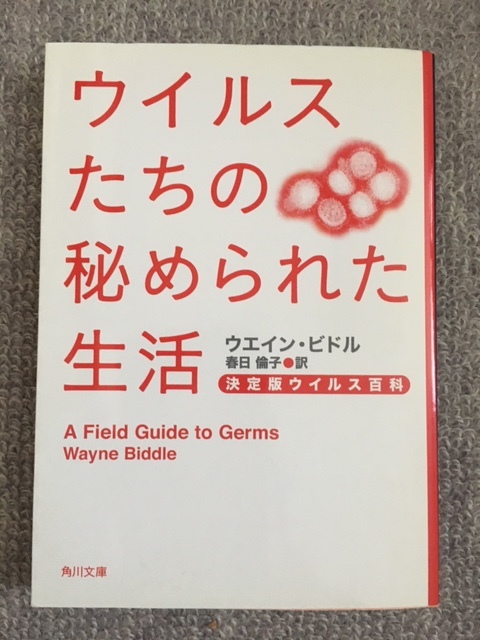 ウイルス
たちの
秘められた
生活
ウエイン・ビドル
春日 倫子●訳
決定版ウイルス百科
A Field Guide to Germs
Wayne Biddle
角川文庫